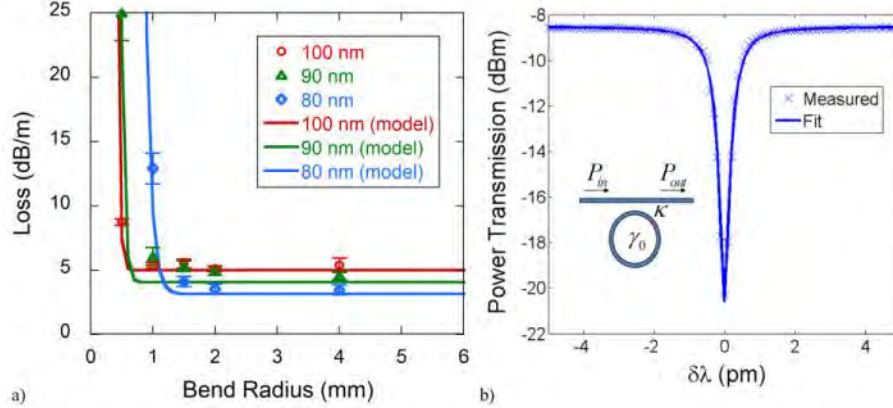 25
20
15
10
5
0
Loss (dB/m)
0 1 2 3 4 5 6
Bend Radius (mm)
100 nm
90 nm
80 nm
100 nm (model)
90 nm (model)
80 nm (model)
a)
-8
-10
-12
-14
-16
-18
-20
-22
Power Transmission (dBm)
-4 -2 0 2 4
δλ (pm)
Measured
Fit
P_in P_out
κ
γ_0
b)